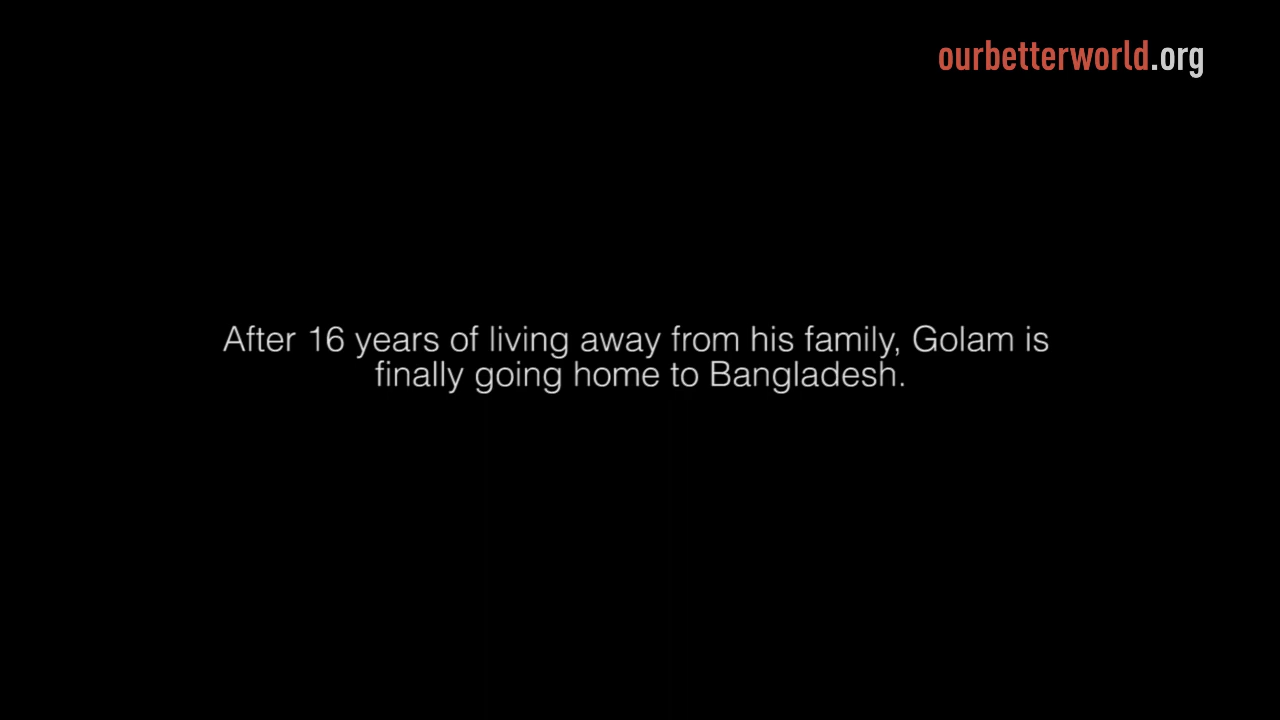 ourbetterworld.org
After 16 years of living away from his family, Golam is
finally going home to Bangladesh.